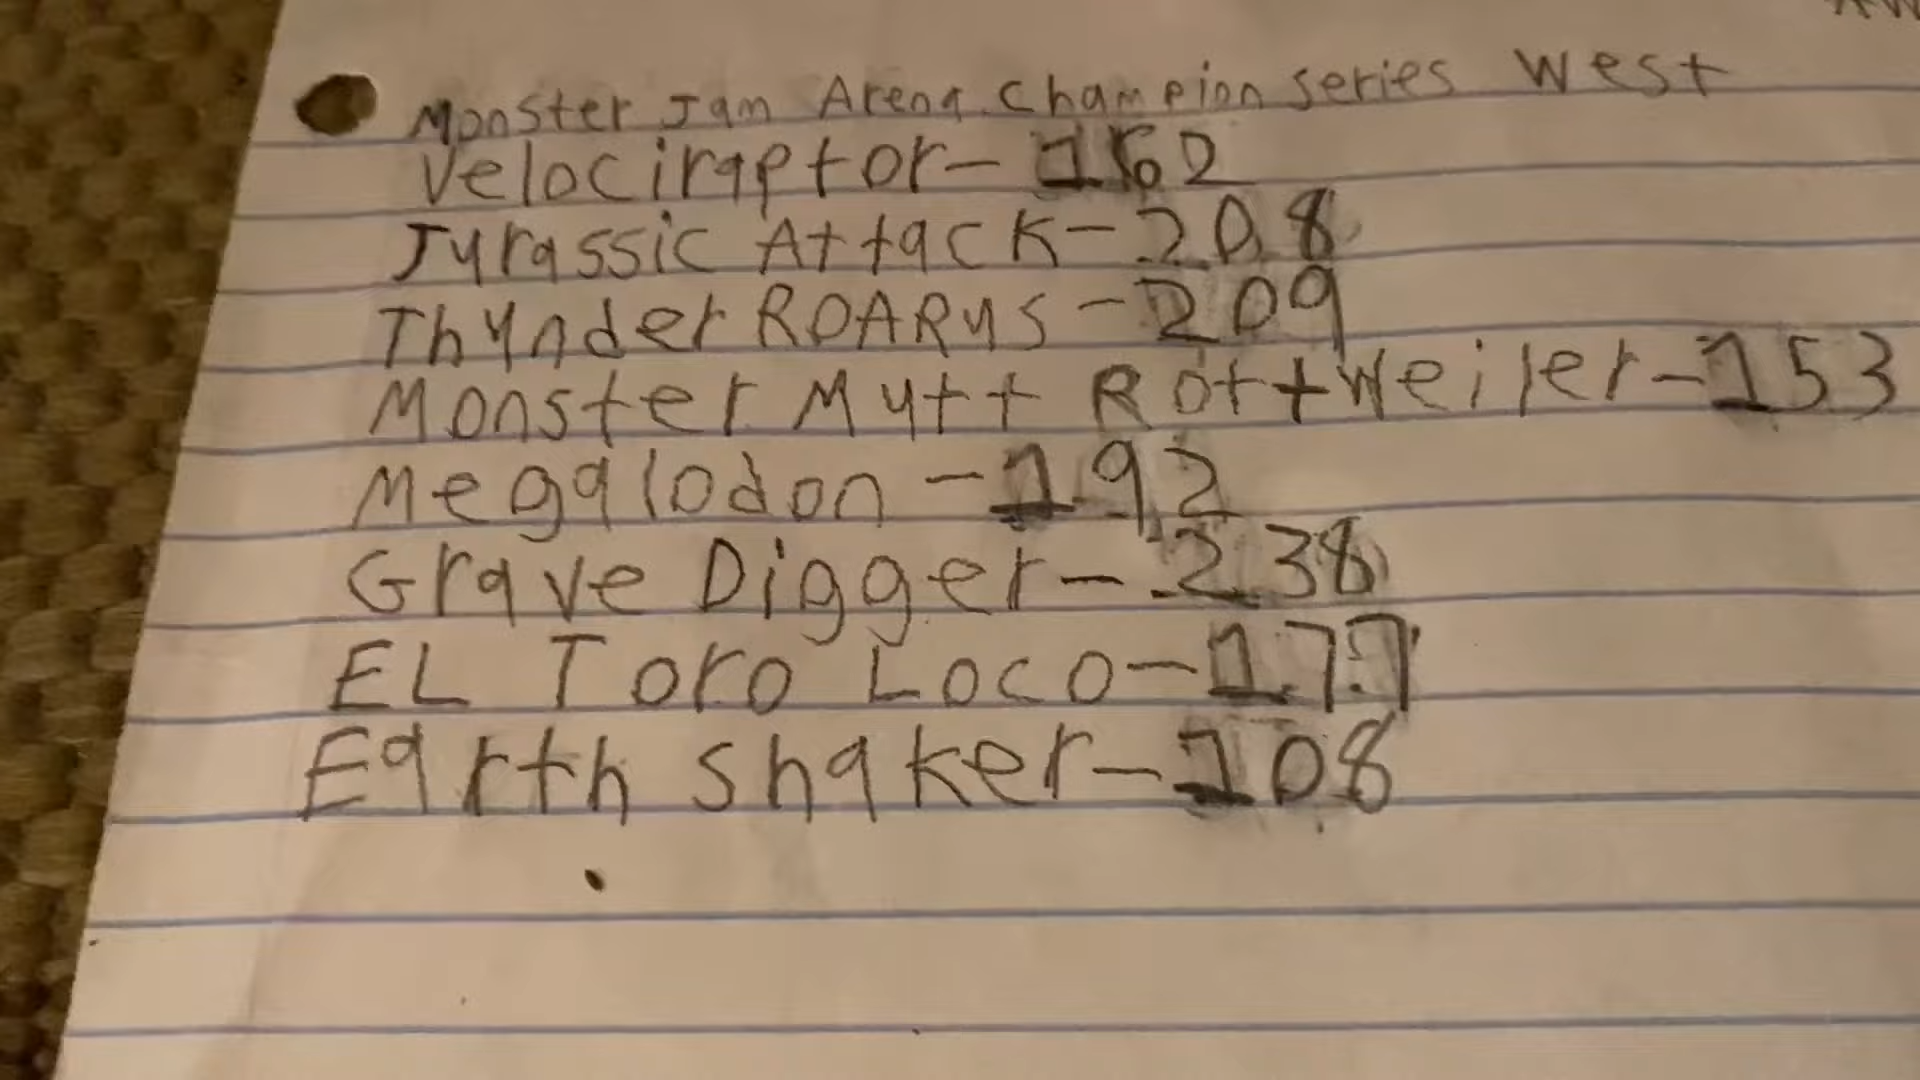 Monster Jam Arena Champion series West
Velociraptor- 162
Jurassic Attack-208
Thunder ROARus-209
Monster Mutt Rottweiler-153
Megalodon-192
Grave Digger-238
EL Toro Loco-177
Earth shaker-108